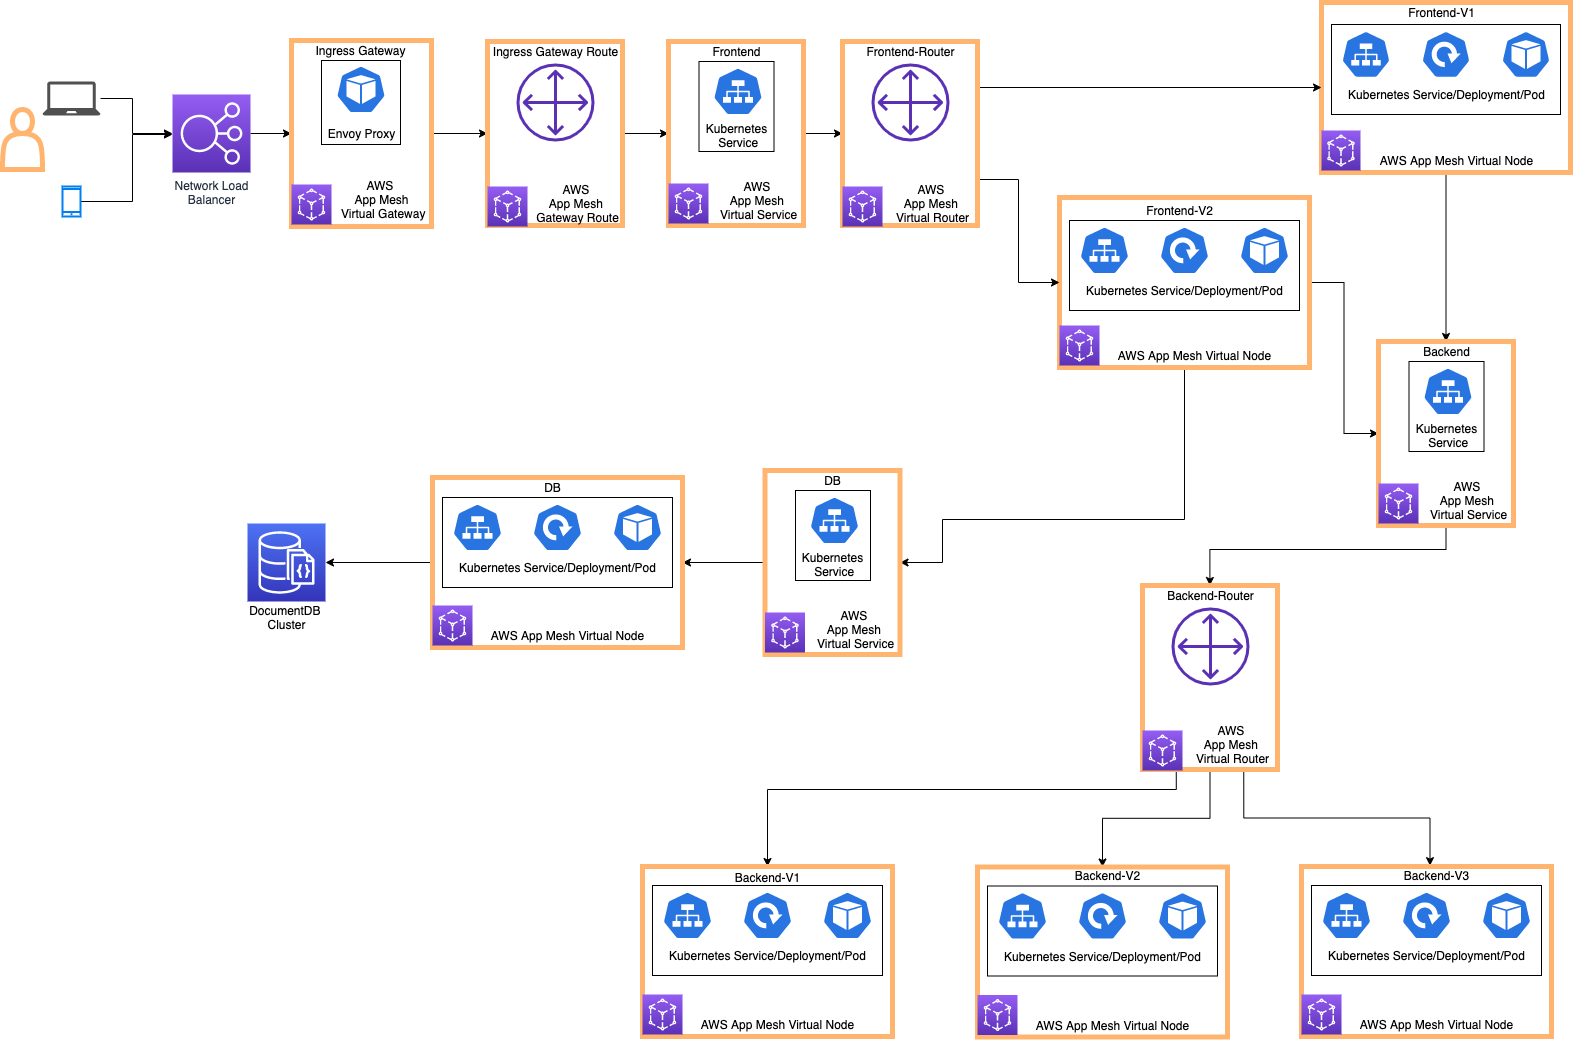 Network Load
Balancer
Ingress Gateway
Envoy Proxy
AWS
App Mesh
Virtual Gateway
Ingress Gateway Route
AWS
App Mesh
Gateway Route
Frontend
Kubernetes
Service
AWS
App Mesh
Virtual Service
Frontend-Router
AWS
App Mesh
Virtual Router
Frontend-V1
Kubernetes Service/Deployment/Pod
AWS App Mesh Virtual Node
Frontend-V2
Kubernetes Service/Deployment/Pod
AWS App Mesh Virtual Node
Backend
Kubernetes
Service
AWS
App Mesh
Virtual Service
DB
Kubernetes
Service
AWS
App Mesh
Virtual Service
DB
Kubernetes Service/Deployment/Pod
AWS App Mesh Virtual Node
DocumentDB
Cluster
Backend-Router
AWS
App Mesh
Virtual Router
Backend-V1
Kubernetes Service/Deployment/Pod
AWS App Mesh Virtual Node
Backend-V2
Kubernetes Service/Deployment/Pod
AWS App Mesh Virtual Node
Backend-V3
Kubernetes Service/Deployment/Pod
AWS App Mesh Virtual Node